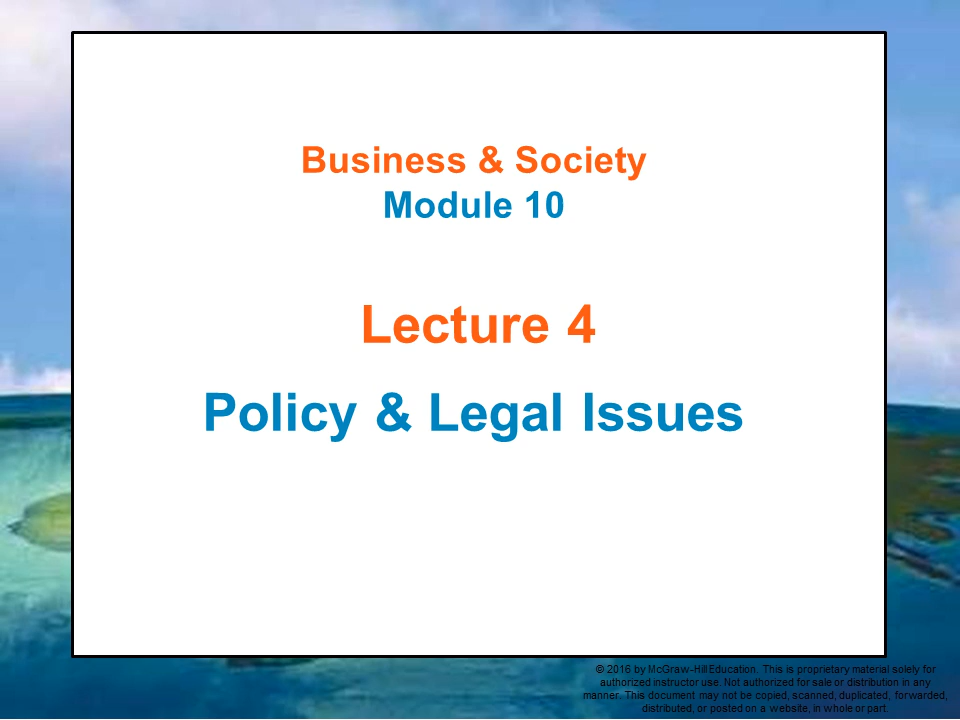 Business & Society
Module 10
Lecture 4
Policy & Legal Issues
© 2016 by McGraw-Hill Education. This is proprietary material solely for
authorized instructor use. Not authorized for sale or distribution in any
manner. This document may not be copied, scanned, duplicated, forwarded,
distributed, or posted on a website, in whole or part.